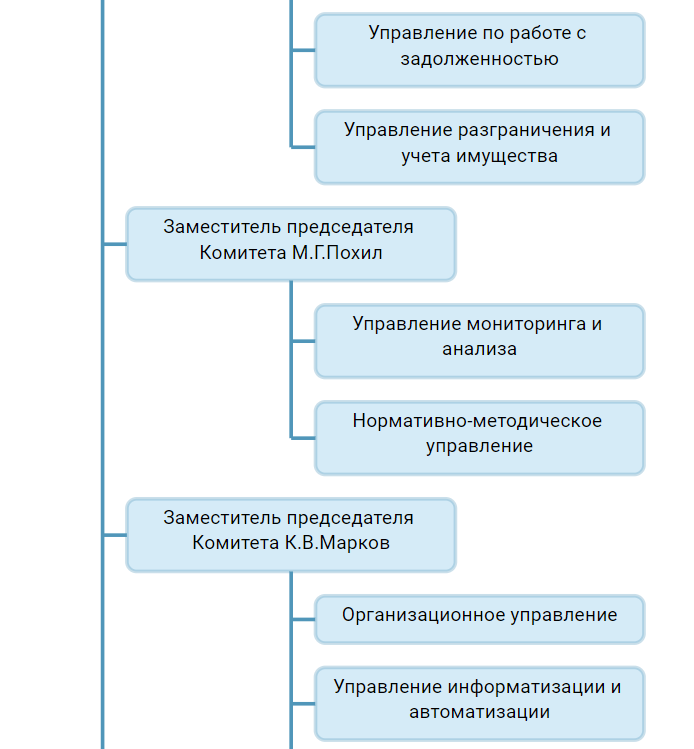 Управление по работе с
задолженностью
Управление разграничения и
учета имущества
Заместитель председателя
Комитета М.Г.Похил
Управление мониторинга и
анализа
Нормативно-методическое
управление
Заместитель председателя
Комитета К.В.Марков
Организационное управление
Управление информатизации и
автоматизации